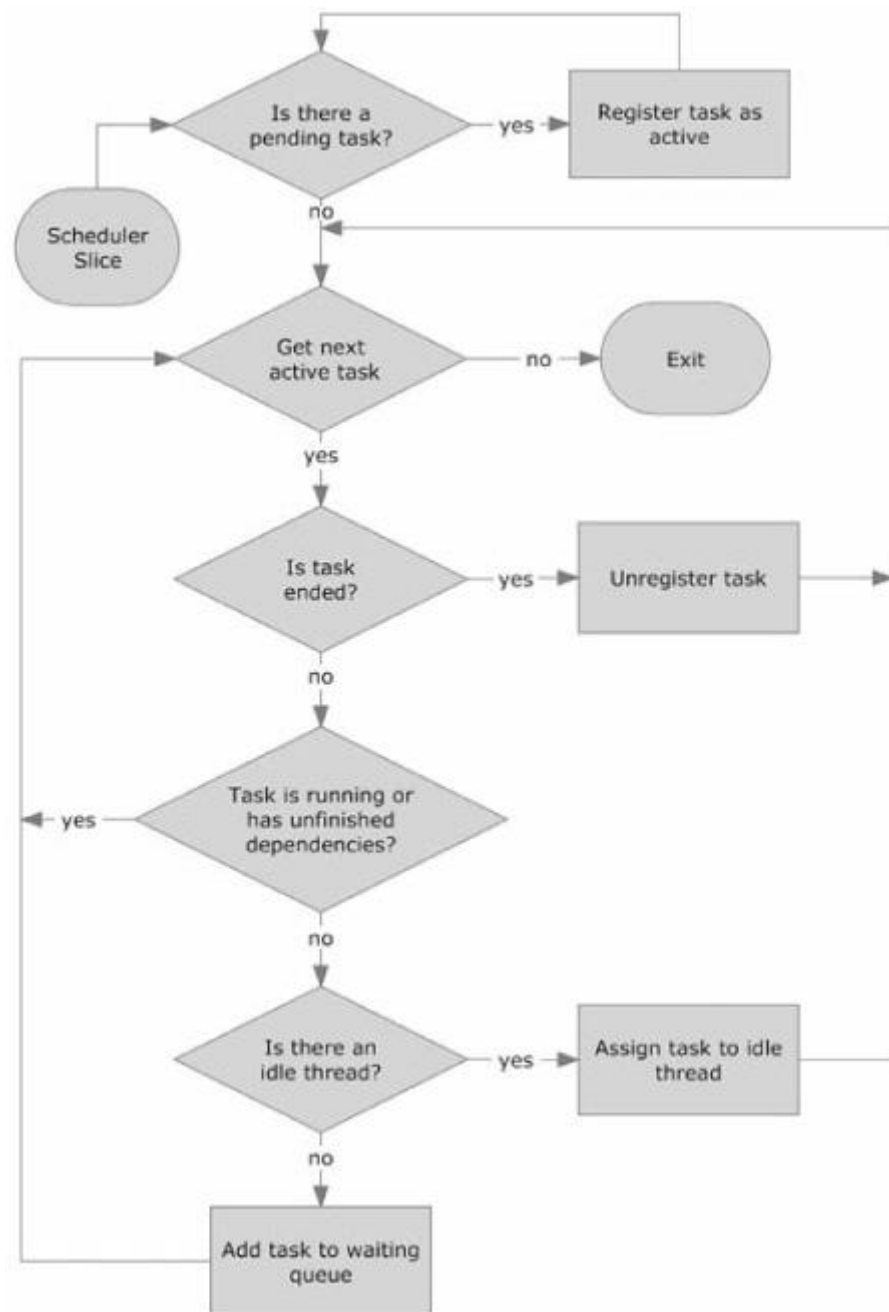 Is there a
pending task?
yes
Register task as
active
no
Scheduler
Slice
Get next
active task
no
Exit
yes
Is task
ended?
yes
Unregister task
no
Task is running or
has unfinished
dependencies?
yes
no
Is there an
idle thread?
yes
Assign task to idle
thread
no
Add task to waiting
queue